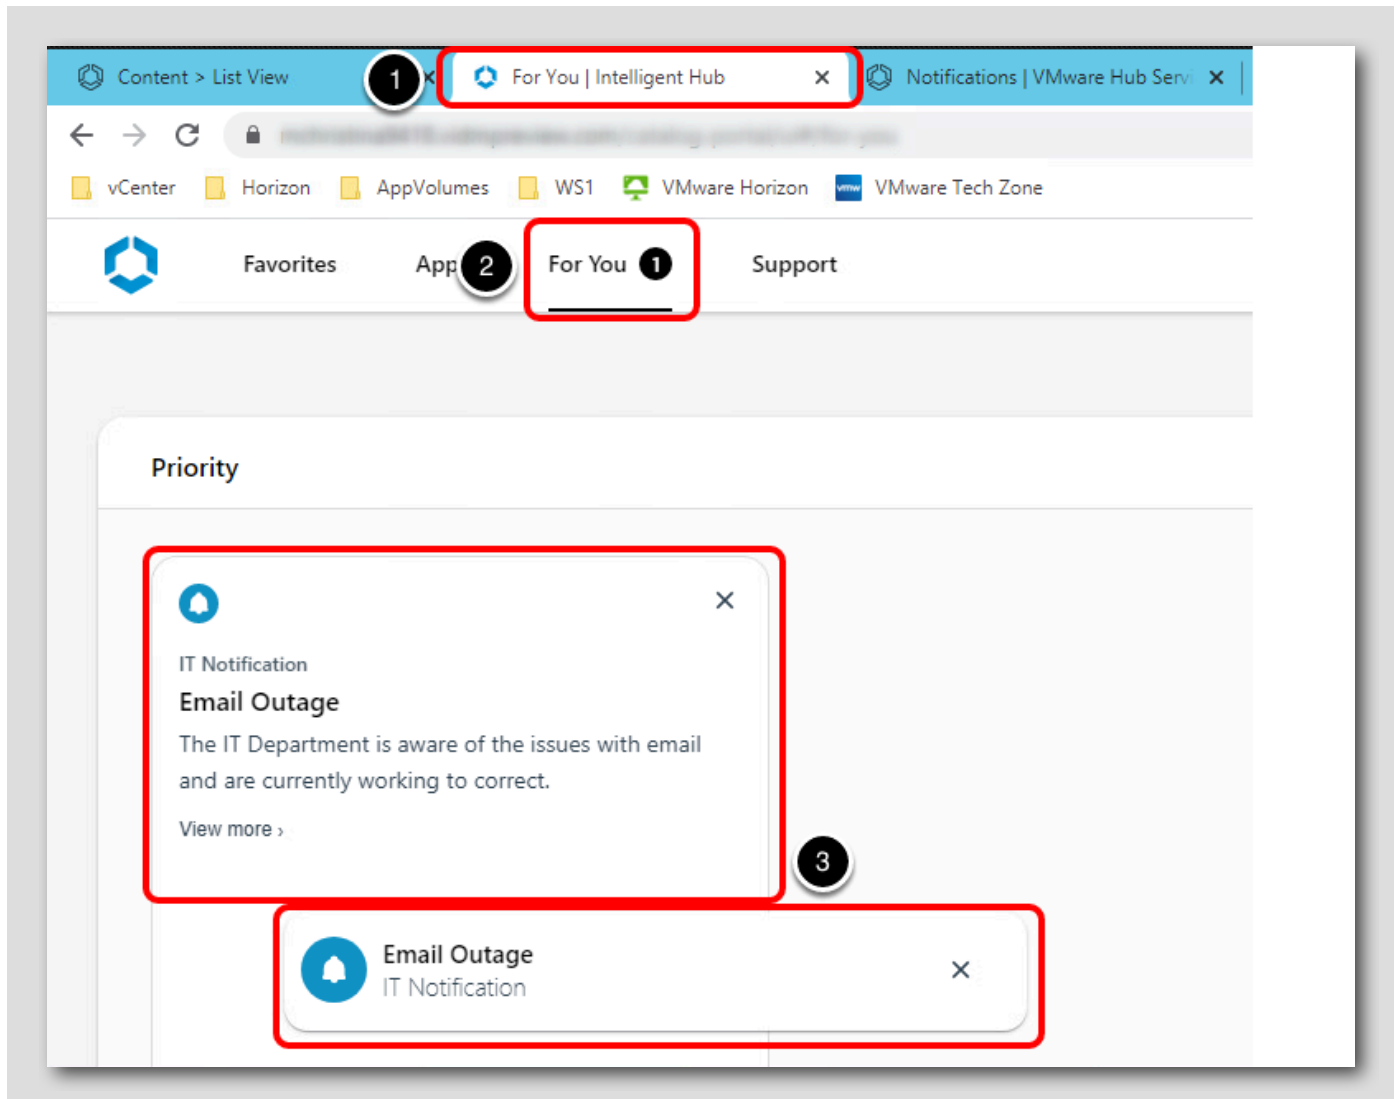 Content > List View
1
For You | Intelligent Hub
Notifications | VMware Hub Servi
vCenter
Horizon
AppVolumes
WS1
VMware Horizon
vmw
VMware Tech Zone
Favorites
App
2
For You 1
Support
Priority
IT Notification
Email Outage
The IT Department is aware of the issues with email
and are currently working to correct.
View more ›
3
Email Outage
IT Notification